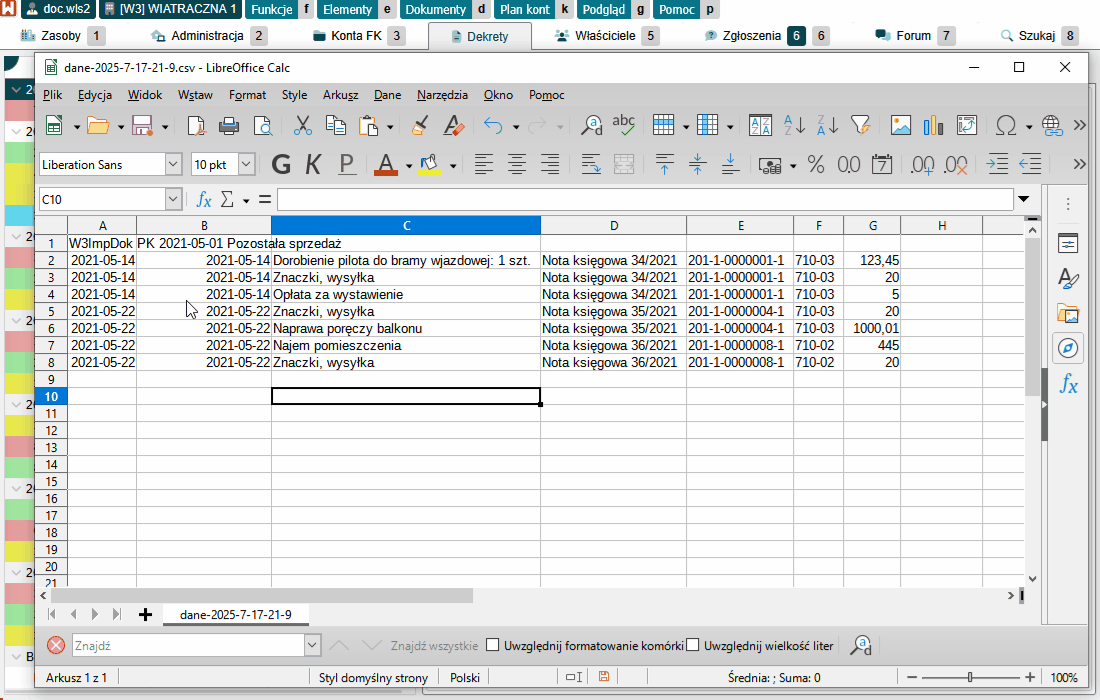 doc.wls2 [W3] WIATRACZNA 1 Funkcje f Elementy e Dokumenty d Plan kont k Podgląd g Pomoc p
Zasoby 1 Administracja 2 Konta FK 3 Dekrety Właściciele 5 Zgłoszenia 6 6 Forum 7 Szukaj 8
dane-2025-7-17-21-9.csv - LibreOffice Calc
Plik Edycja Widok Wstaw Format Style Arkusz Dane Narzędzia Okno Pomoc
Liberation Sans 10 pkt G K P
C10
A B C D E F G H
1 W3ImpDok PK 2021-05-01 Pozostała sprzedaż
2 2021-05-14 2021-05-14 Dorobienie pilota do bramy wjazdowej: 1 szt. Nota księgowa 34/2021 201-1-0000001-1 710-03 123,45
3 2021-05-14 2021-05-14 Znaczki, wysyłka Nota księgowa 34/2021 201-1-0000001-1 710-03 20
4 2021-05-14 2021-05-14 Opłata za wystawienie Nota księgowa 34/2021 201-1-0000001-1 710-03 5
5 2021-05-22 2021-05-22 Znaczki, wysyłka Nota księgowa 35/2021 201-1-0000004-1 710-03 20
6 2021-05-22 2021-05-22 Naprawa poręczy balkonu Nota księgowa 35/2021 201-1-0000004-1 710-03 1000,01
7 2021-05-22 2021-05-22 Najem pomieszczenia Nota księgowa 36/2021 201-1-0000008-1 710-02 445
8 2021-05-22 2021-05-22 Znaczki, wysyłka Nota księgowa 36/2021 201-1-0000008-1 710-02 20
9
10
11
12
13
14
15
16
17
18
19
20
21
dane-2025-7-17-21-9
Znajdź Znajdź wszystkie Uwzględnij formatowanie komórki Uwzględnij wielkość liter
Arkusz 1 z 1 Styl domyślny strony Polski Średnia: ; Suma: 0 100%